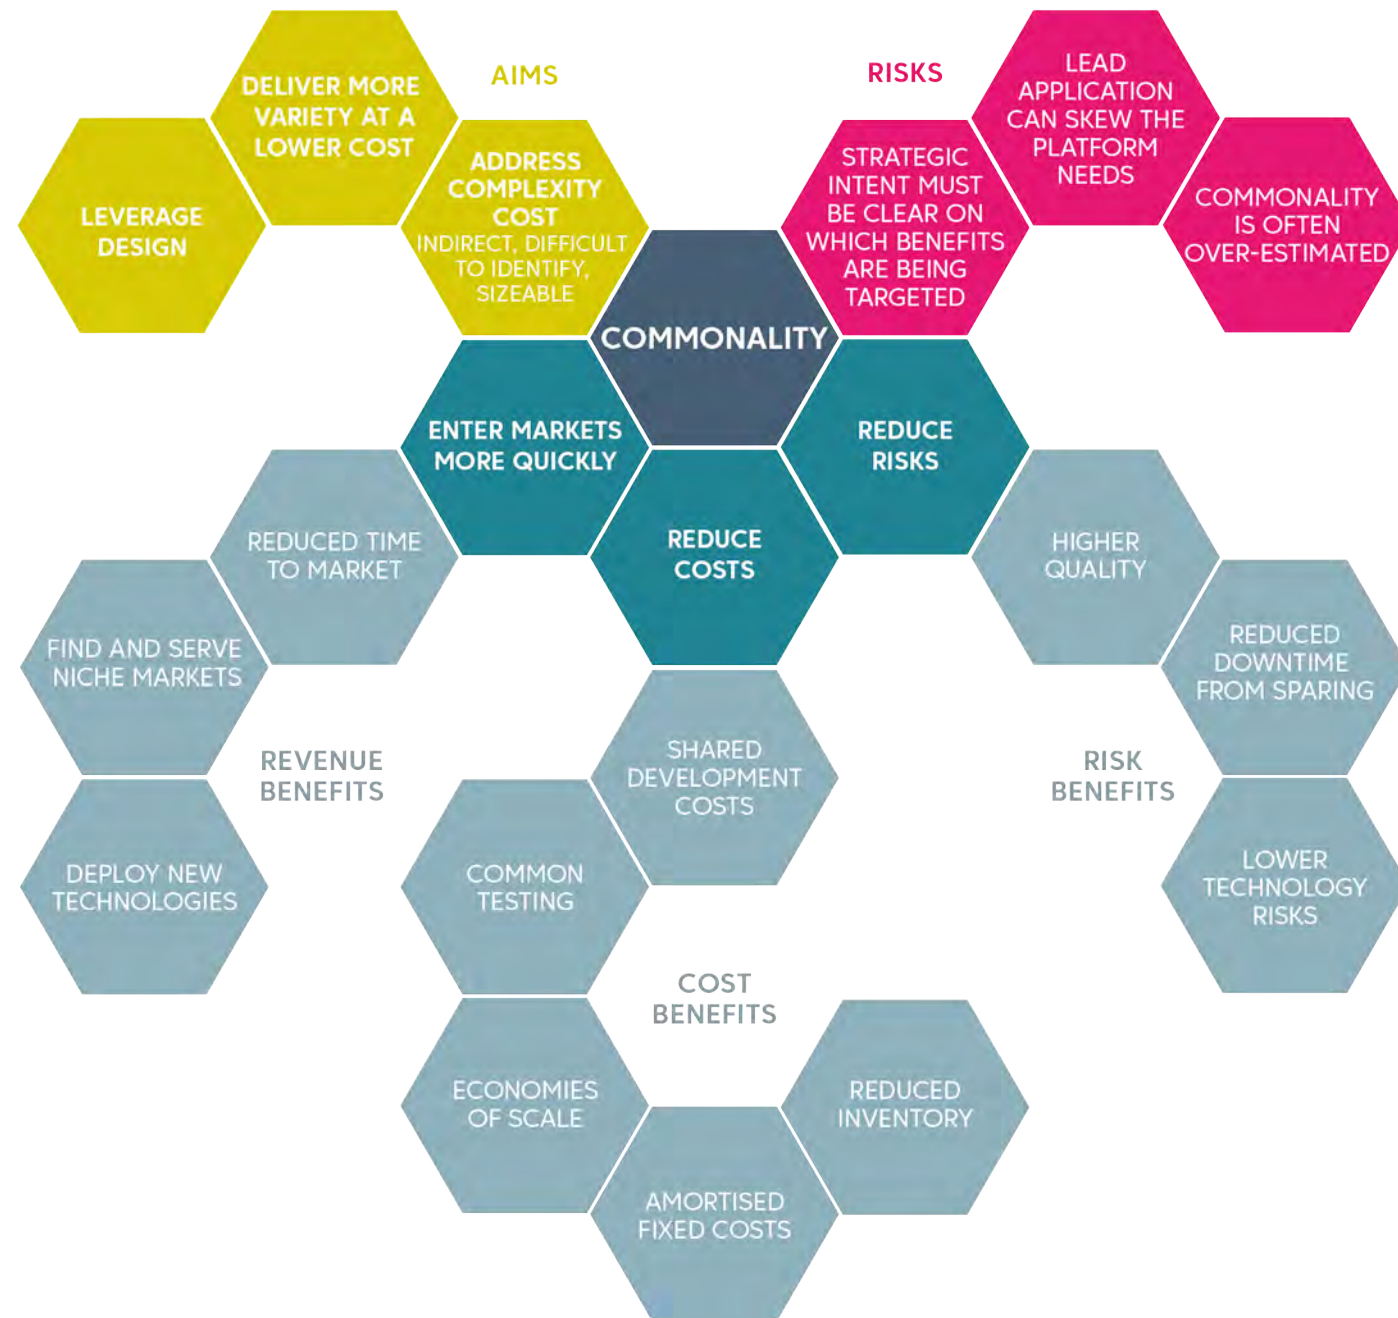 AIMS
LEVERAGE
DESIGN
DELIVER MORE
VARIETY AT A
LOWER COST
ADDRESS
COMPLEXITY
COST
INDIRECT, DIFFICULT
TO IDENTIFY,
SIZEABLE
RISKS
STRATEGIC
INTENT MUST
BE CLEAR ON
WHICH BENEFITS
ARE BEING
TARGETED
LEAD
APPLICATION
CAN SKEW THE
PLATFORM
NEEDS
COMMONALITY
IS OFTEN
OVER-ESTIMATED
COMMONALITY
ENTER MARKETS
MORE QUICKLY
REDUCE
COSTS
REDUCE
RISKS
REDUCED TIME
TO MARKET
FIND AND SERVE
NICHE MARKETS
DEPLOY NEW
TECHNOLOGIES
REVENUE
BENEFITS
SHARED
DEVELOPMENT
COSTS
COMMON
TESTING
ECONOMIES
OF SCALE
AMORTISED
FIXED COSTS
REDUCED
INVENTORY
COST
BENEFITS
HIGHER
QUALITY
REDUCED
DOWNTIME
FROM SPARING
LOWER
TECHNOLOGY
RISKS
RISK
BENEFITS